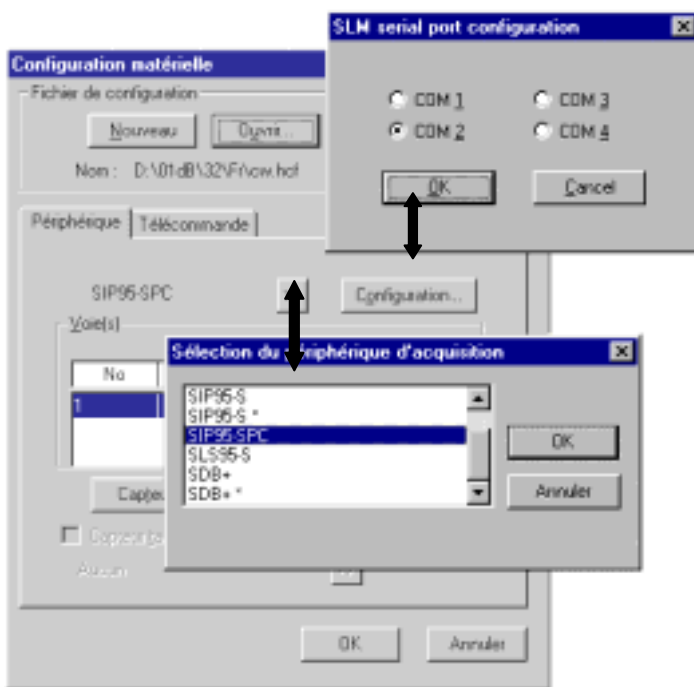 SLM serial port configuration
COM 1
COM 3
COM 2
COM 4
OK
Cancel
Configuration matérielle
Fichier de configuration
Nouveau
Ouvrir...
Nom : D:\01dB\32\Fr\cw.hcf
Périphérique
Télécommande
SIP95-SPC
Configuration...
Voie(s)
No
1
Sélection du périphérique d'acquisition
SIP95-S
SIP95-S *
SIP95-SPC
SLS95-S
SDB+
SDB+ *
OK
Annuler
Capteur
Aucun
OK
Annuler